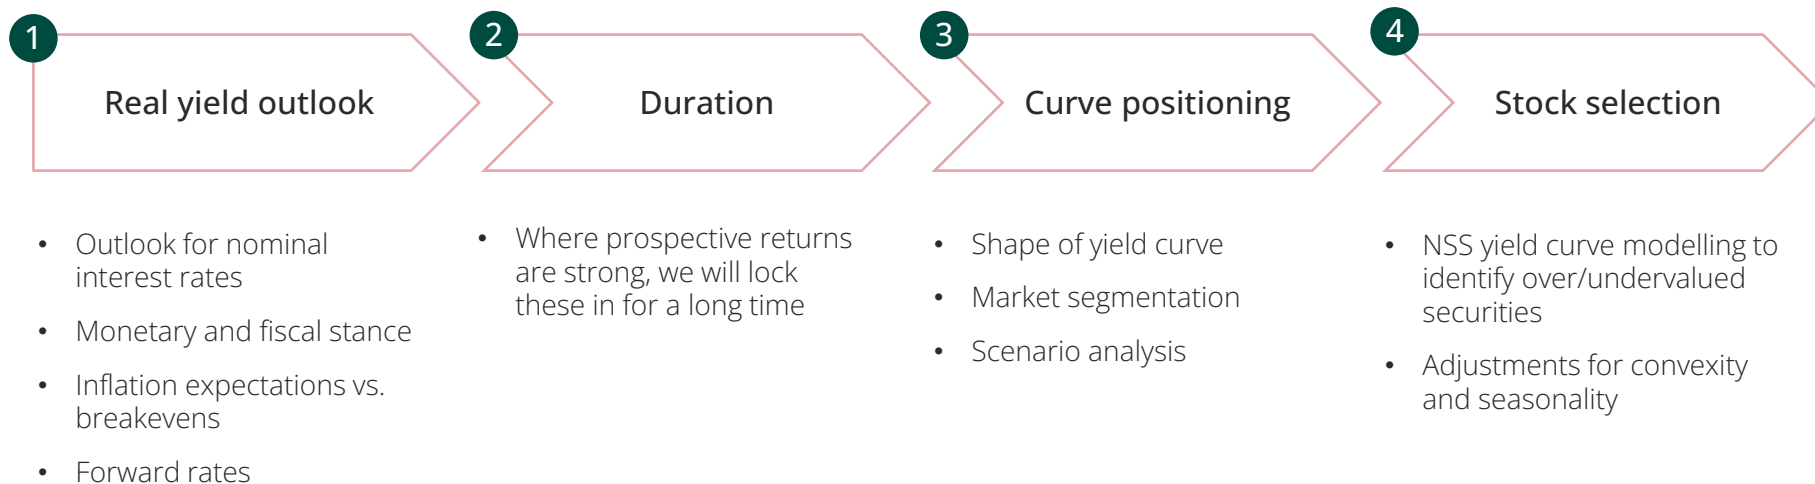 1
Real yield outlook
• Outlook for nominal
interest rates
• Monetary and fiscal stance
• Inflation expectations vs.
breakevens
• Forward rates
2
Duration
• Where prospective returns
are strong, we will lock
these in for a long time
3
Curve positioning
• Shape of yield curve
• Market segmentation
• Scenario analysis
4
Stock selection
• NSS yield curve modelling to
identify over/undervalued
securities
• Adjustments for convexity
and seasonality